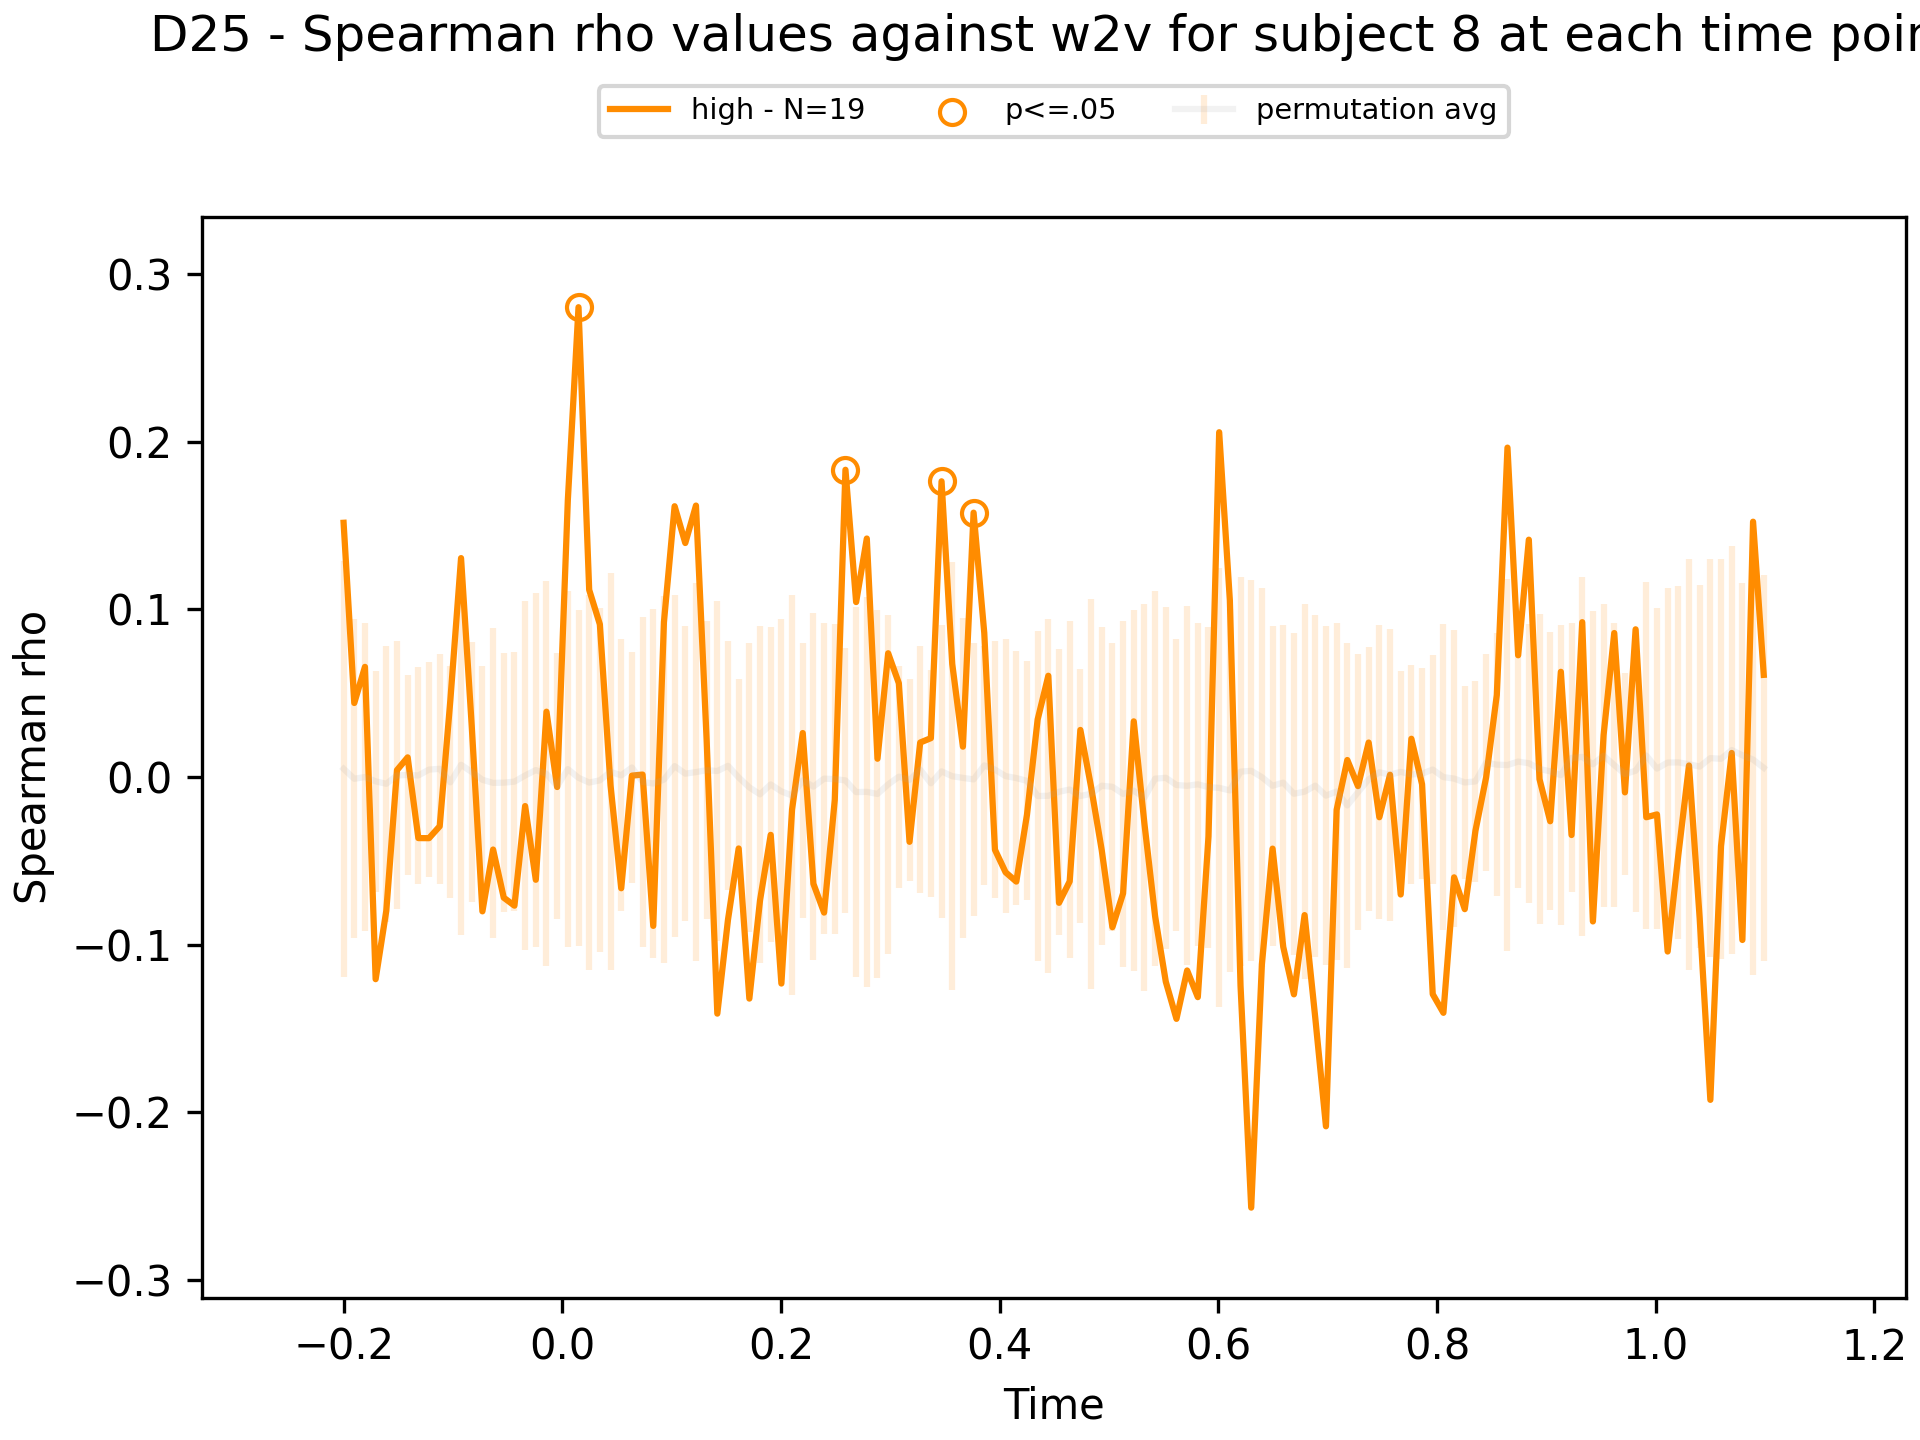 D25 - Spearman rho values against w2v for subject 8 at each time poin
high - N=19 p<=.05 permutation avg
0.3
0.2
0.1
0.0
−0.1
−0.2
−0.3
Spearman rho
−0.2 0.0 0.2 0.4 0.6 0.8 1.0 1.2
Time